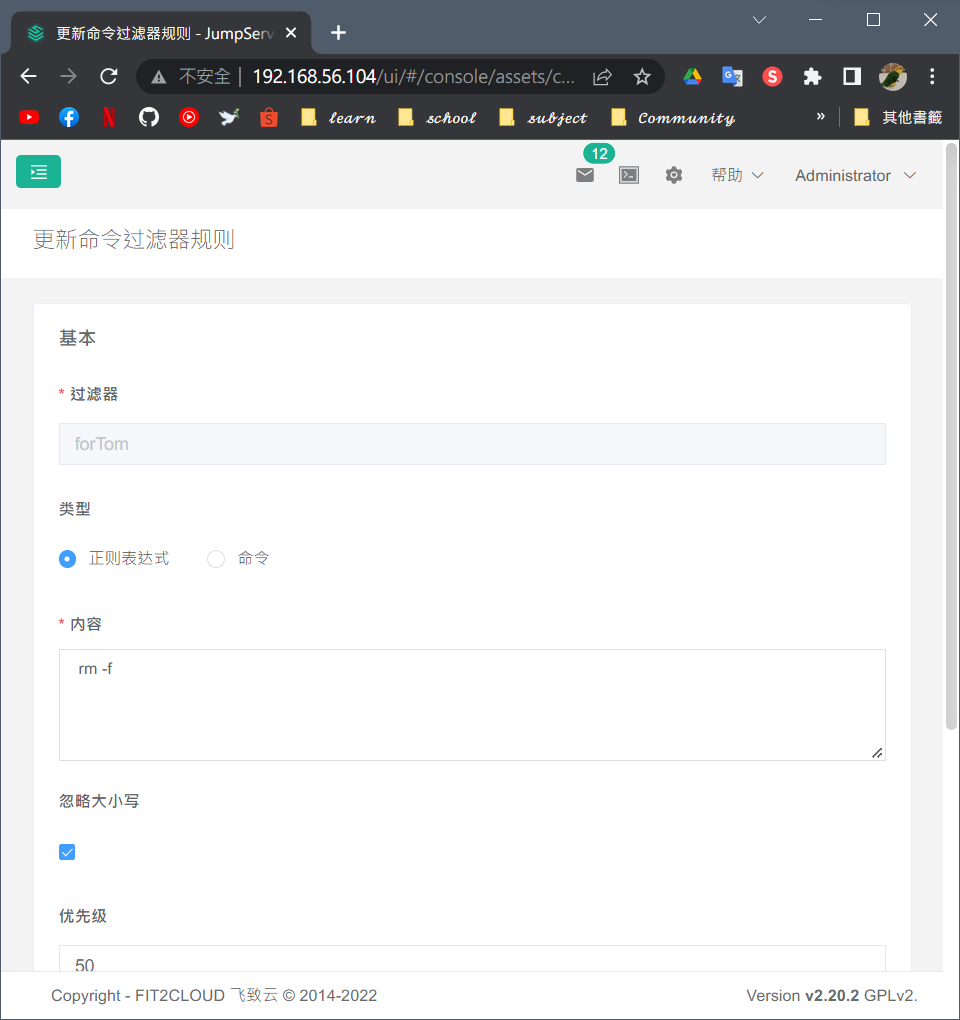 更新命令过滤器规则 - JumpServ
不安全 192.168.56.104/ui/#/console/assets/c...
learn school subject Community » 其他書籤
12
帮助 Administrator
更新命令过滤器规则
基本
* 过滤器
forTom
类型
正则表达式 命令
* 内容
rm -f
忽略大小写
优先级
50
Copyright - FIT2CLOUD 飞致云 © 2014-2022 Version v2.20.2 GPLv2.